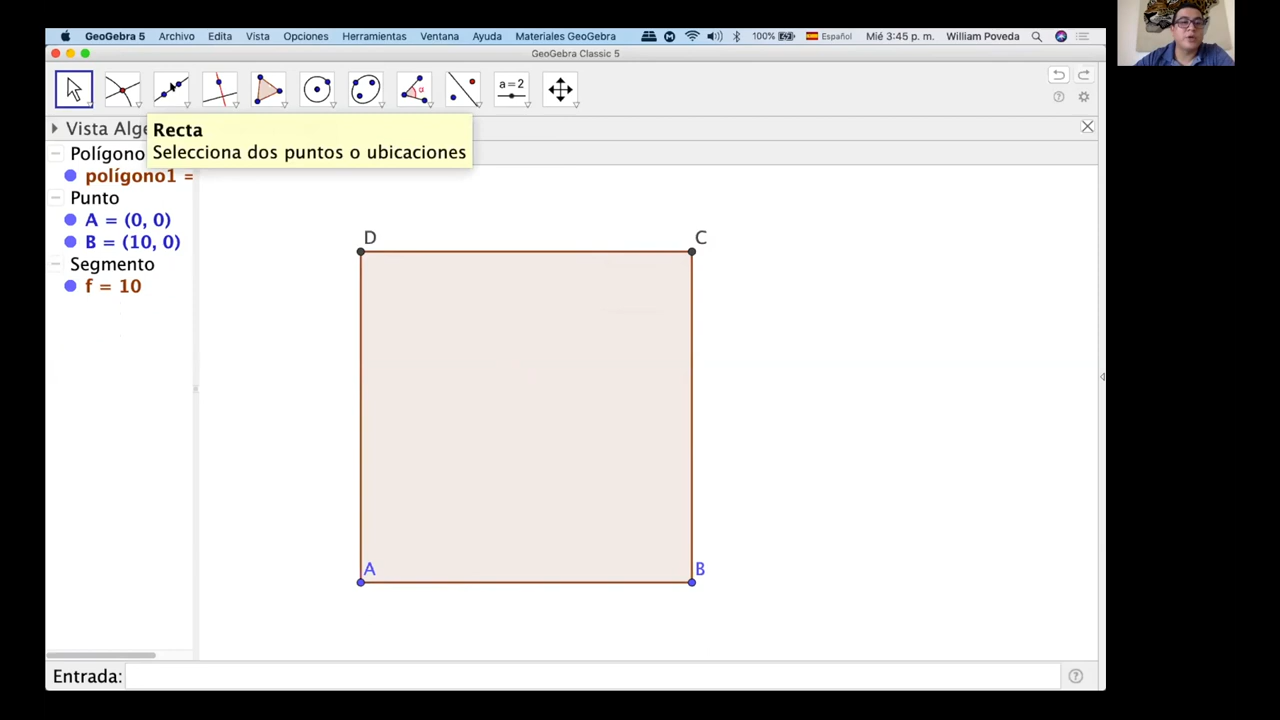 GeoGebra 5 Archivo Edita Vista Opciones Herramientas Ventana Ayuda Materiales GeoGebra 100% Español Mié 3:45 p. m. William Poveda
GeoGebra Classic 5
α
a=2
Vista Alge
Recta
Selecciona dos puntos o ubicaciones
Polígono
polígono1 =
Punto
A = (0, 0)
B = (10, 0)
Segmento
f = 10
D
C
A
B
Entrada: